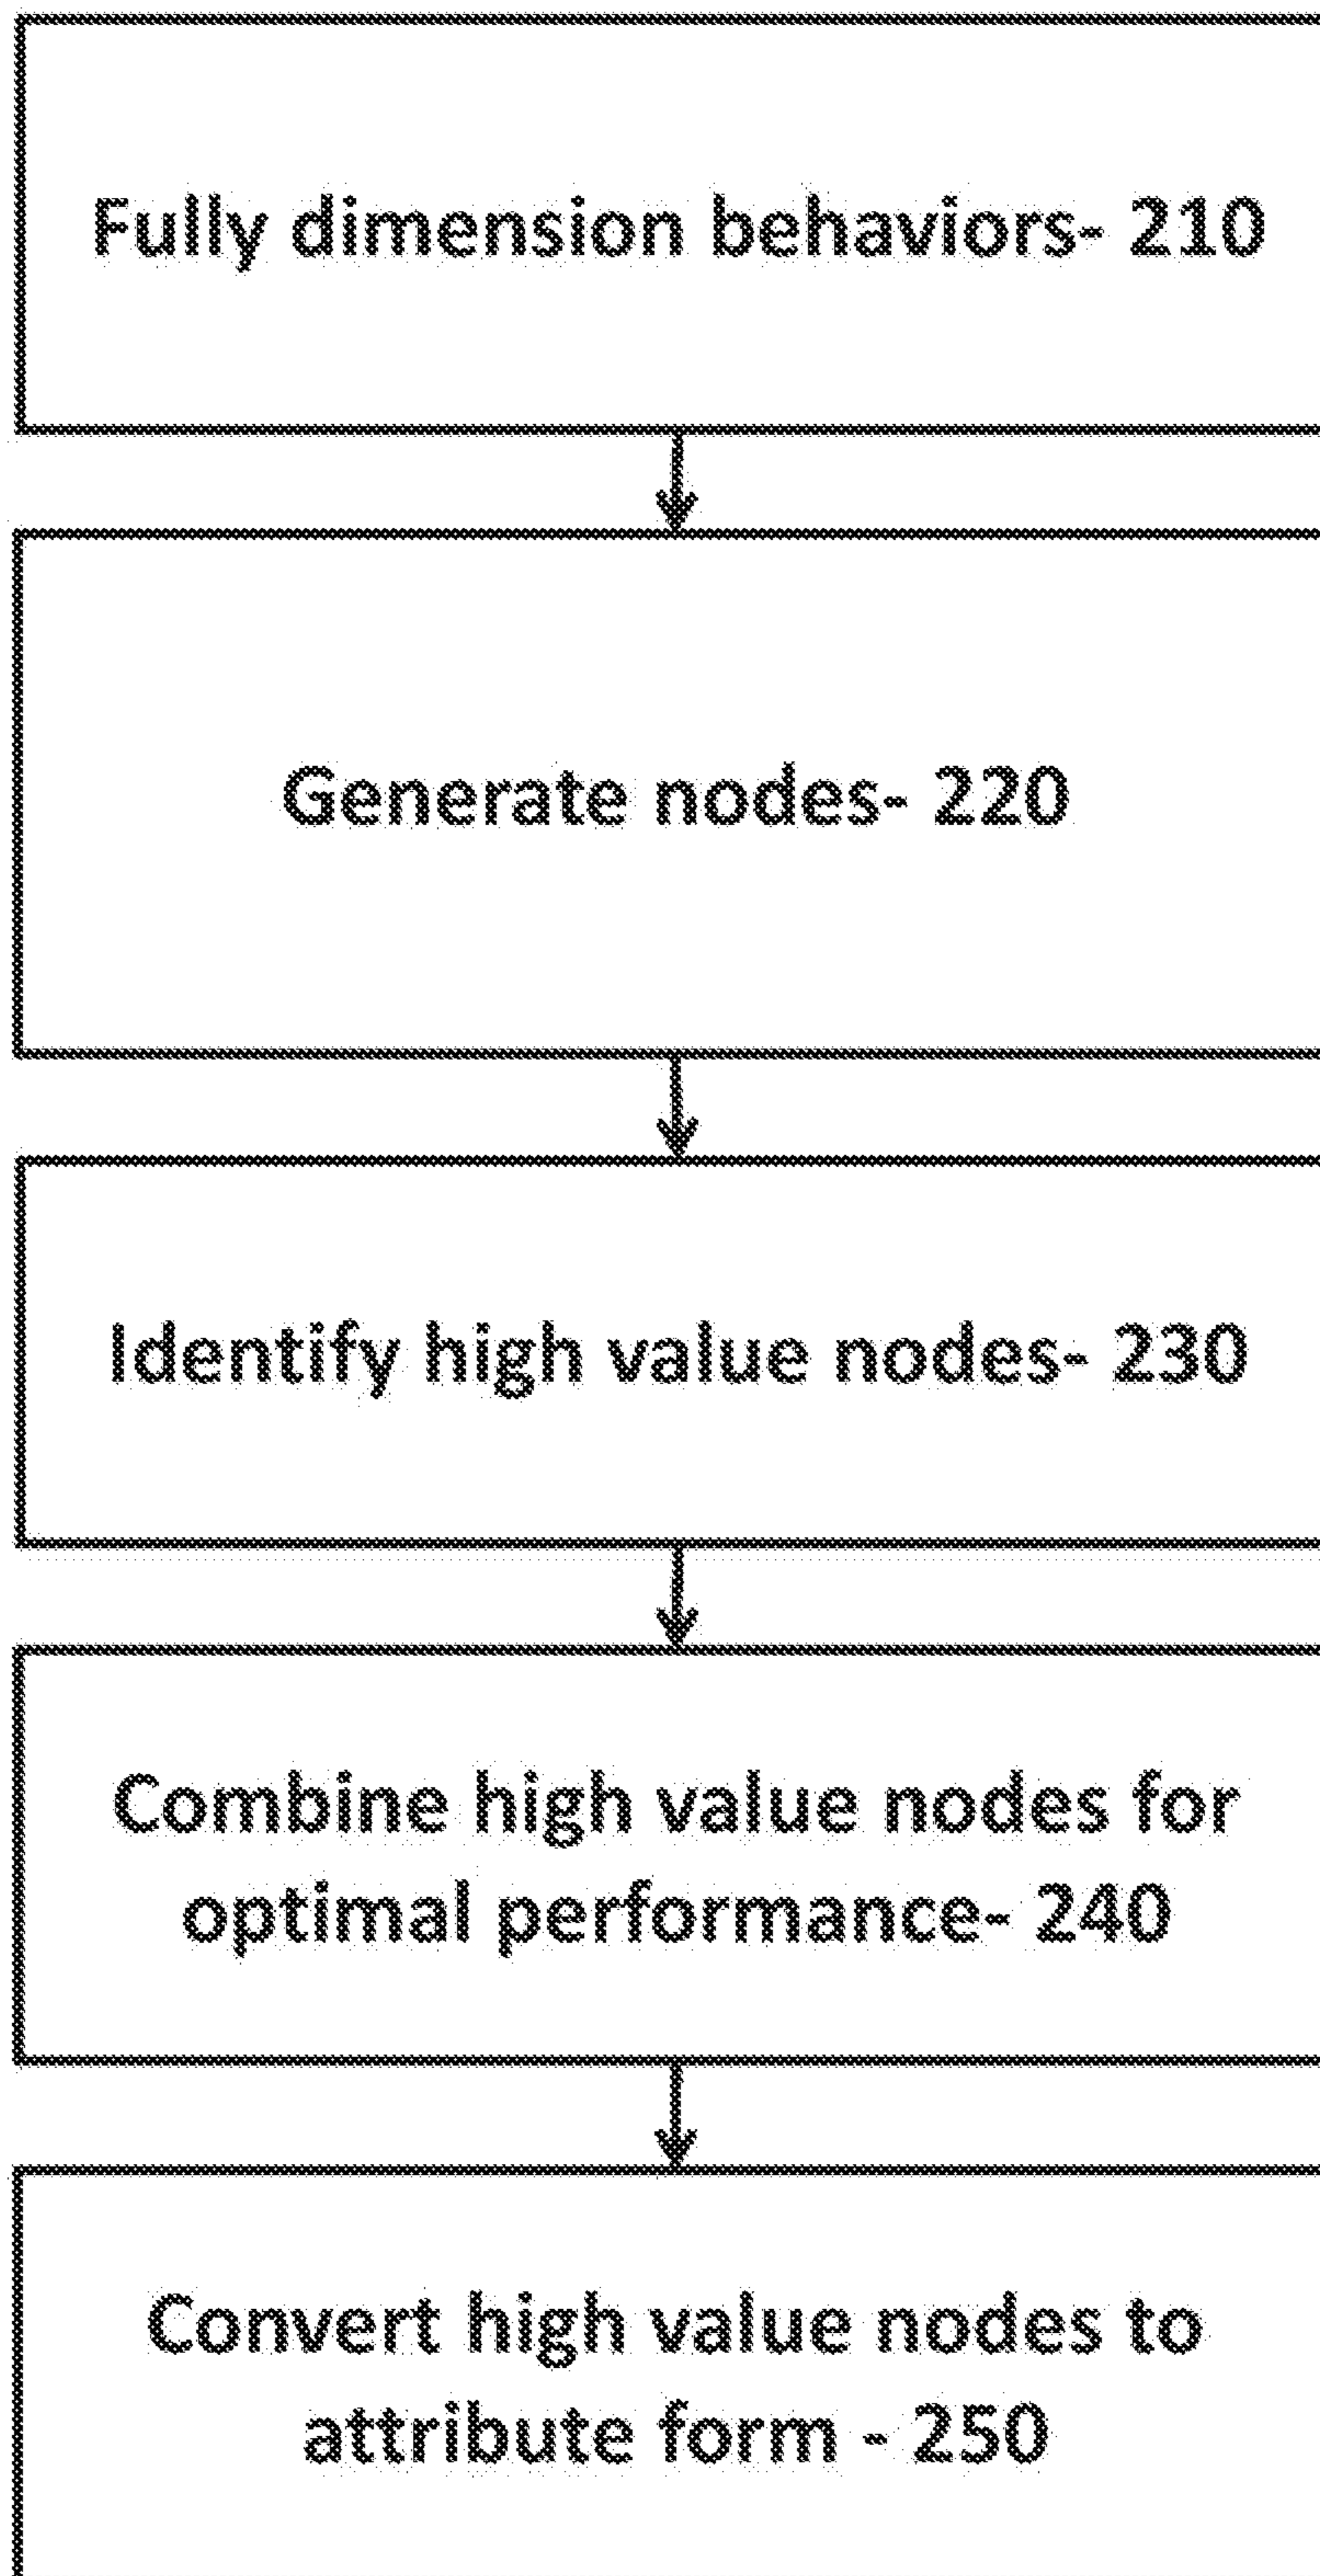 Fully dimension behaviors- 210
Generate nodes- 220
Identify high value nodes- 230
Combine high value nodes for
optimal performance- 240
Convert high value nodes to
attribute form - 250